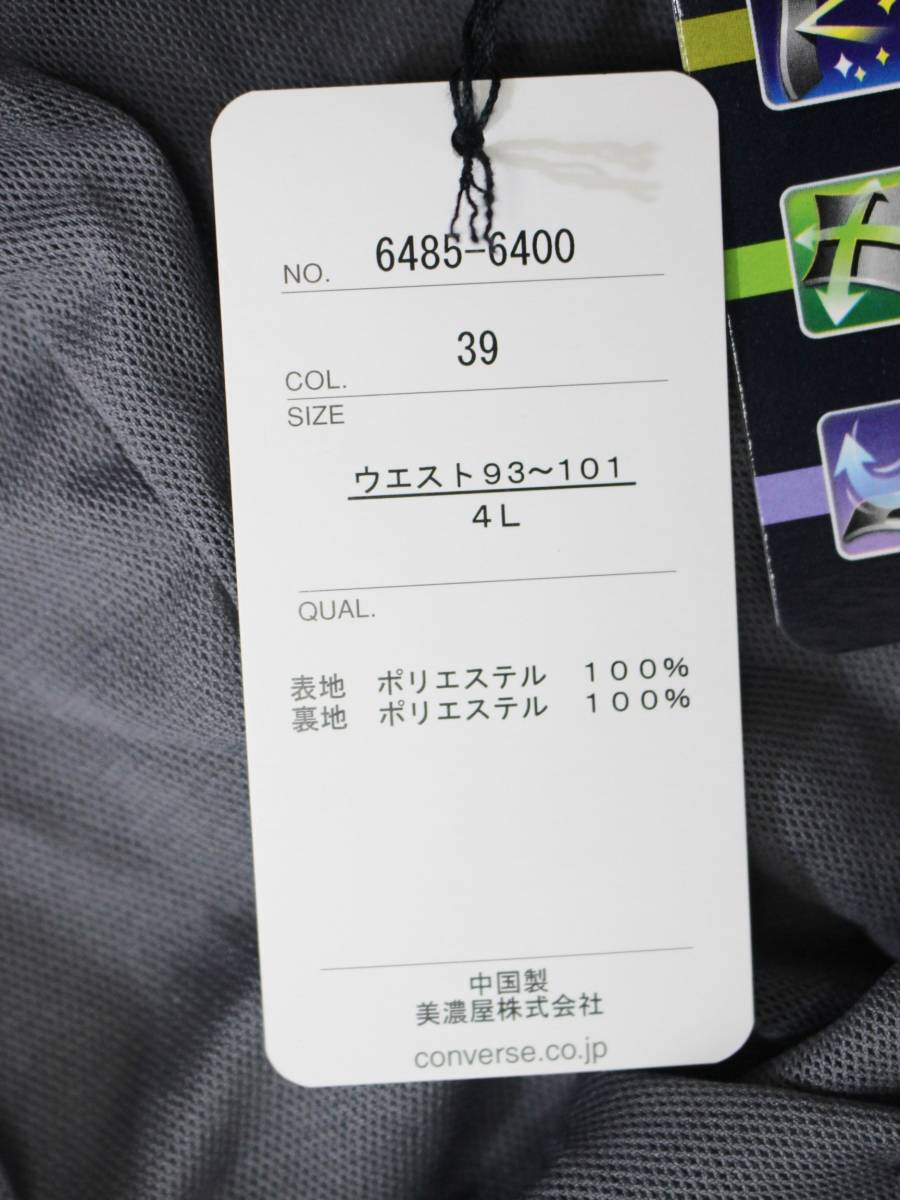 NO. 6485-6400
COL. 39
SIZE
ウエスト93~101
4L
QUAL.
表地 ポリエステル 100%
裏地 ポリエステル 100%
中国製
美濃屋株式会社
converse.co.jp